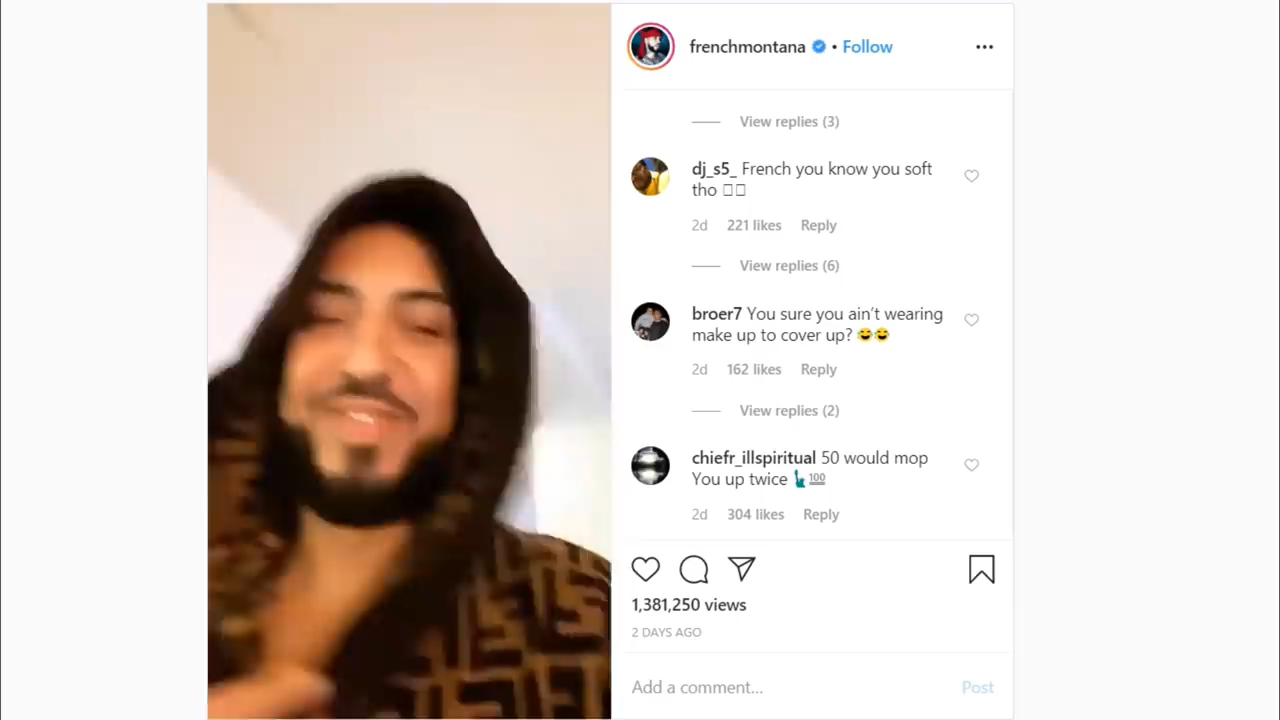 frenchmontana • Follow
View replies (3)
dj_s5_ French you know you soft
tho
2d 221 likes Reply
View replies (6)
broer7 You sure you ain't wearing
make up to cover up? 😂😂
2d 162 likes Reply
View replies (2)
chiefr_illspiritual 50 would mop
You up twice 🗽💯
2d 304 likes Reply
1,381,250 views
2 DAYS AGO
Add a comment... Post